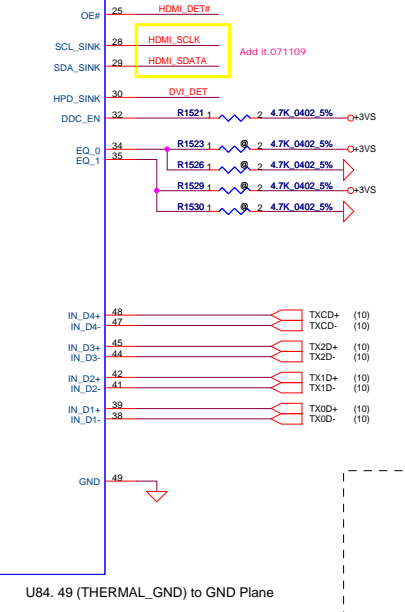 OE# 25 HDMI_DET#
SCL_SINK 28 HDMI_SCLK
Add it.071109
SDA_SINK 29 HDMI_SDATA
HPD_SINK 30 DVI_DET
DDC_EN 32 R1521 1 2 4.7K_0402_5% +3VS
EQ_0 34 R1523 1 @ 2 4.7K_0402_5% +3VS
EQ_1 35 R1526 1 @ 2 4.7K_0402_5%
R1529 1 @ 2 4.7K_0402_5% +3VS
R1530 1 @ 2 4.7K_0402_5%
IN_D4+ 48 TXCD+ (10)
IN_D4- 47 TXCD- (10)
IN_D3+ 45 TX2D+ (10)
IN_D3- 44 TX2D- (10)
IN_D2+ 42 TX1D+ (10)
IN_D2- 41 TX1D- (10)
IN_D1+ 39 TX0D+ (10)
IN_D1- 38 TX0D- (10)
GND 49
U84. 49 (THERMAL_GND) to GND Plane